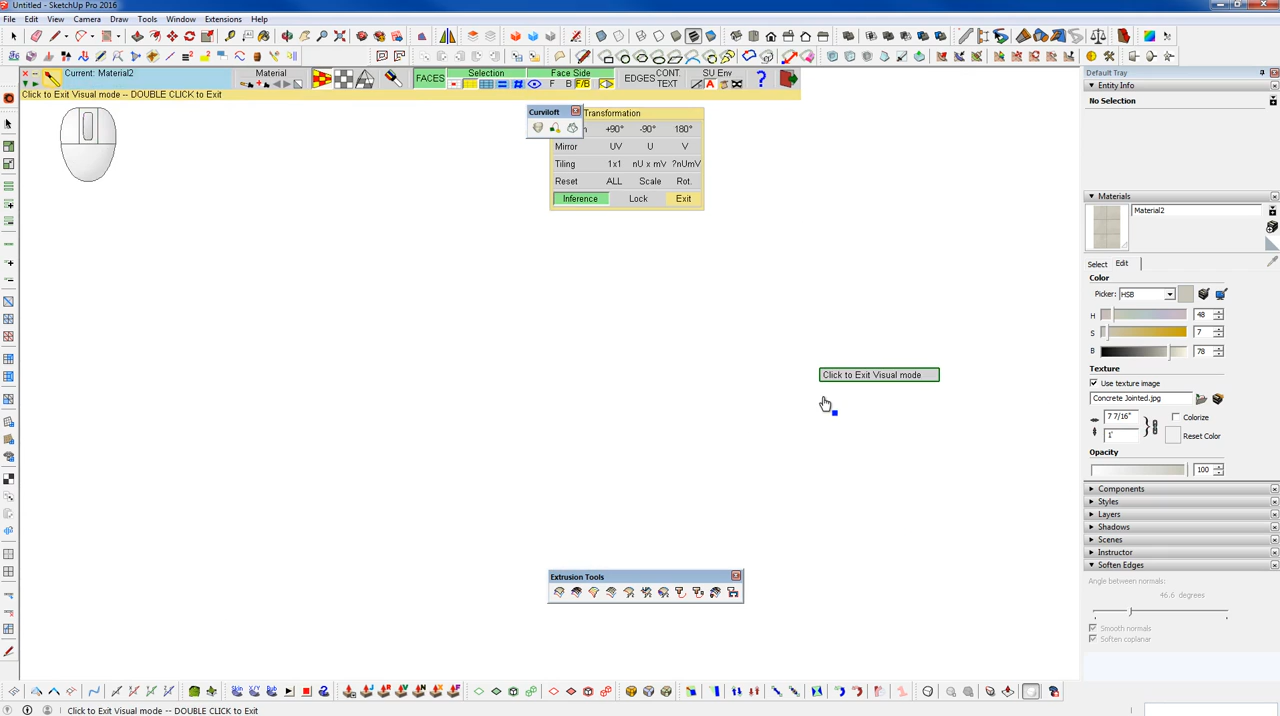 Untitled - SketchUp Pro 2016
File Edit View Camera Draw Tools Window Extensions Help
Current: Material2
Material
FACES
Selection
Face Side
F B F/B
EDGES
CONT.
TEXT
SU Env
A
?
Click to Exit Visual mode -- DOUBLE CLICK to Exit
Curviloft
Transformation
+90° -90° 180°
Mirror UV U V
Tiling 1x1 nU x mV ?nUmV
Reset ALL Scale Rot.
Inference Lock Exit
Click to Exit Visual mode
Extrusion Tools
Default Tray
Entity Info
No Selection
Materials
Material2
Select Edit
Color
Picker: HSB
H 48
S 7
B 78
Texture
Use texture image
Concrete Jointed.jpg
7 7/16"
Colorize
1'
Reset Color
Opacity
100
Components
Styles
Layers
Shadows
Scenes
Instructor
Soften Edges
Angle between normals:
46.6 degrees
Smooth normals
Soften coplanar
Click to Exit Visual mode -- DOUBLE CLICK to Exit